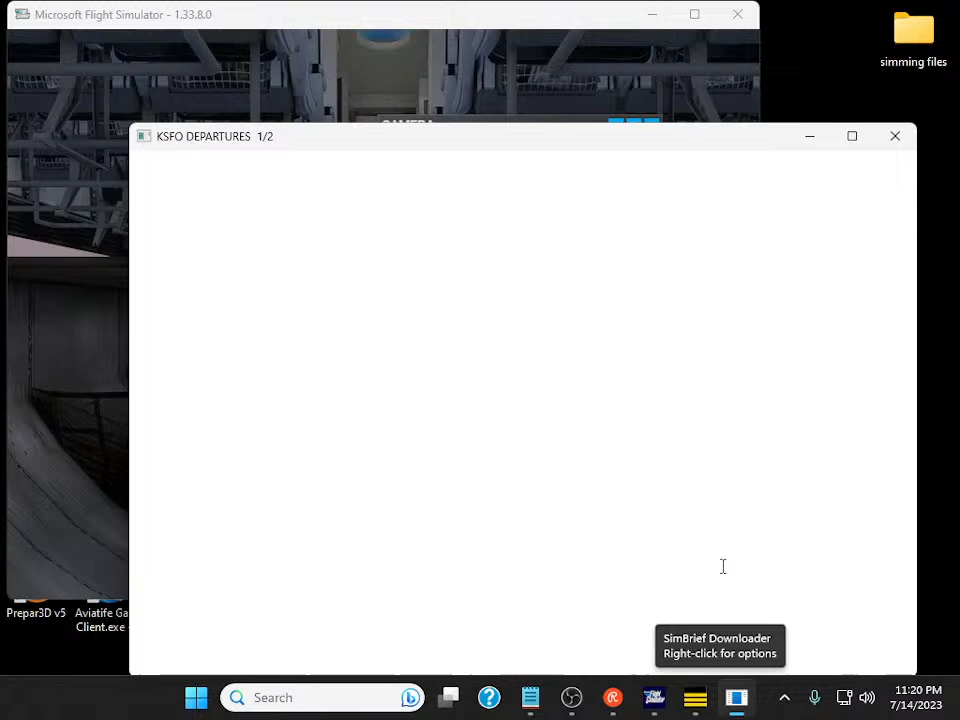 Microsoft Flight Simulator - 1.33.8.0
simming files
CAMERA
KSFO DEPARTURES 1/2
Prepar3D v5
Aviatife Ga
Client.exe -
SimBrief Downloader
Right-click for options
Search
11:20 PM
7/14/2023